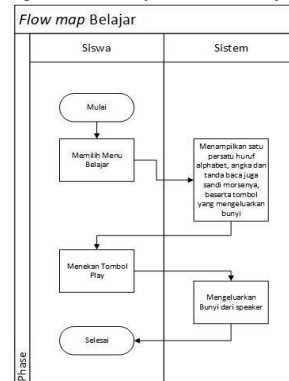 Flow map Belajar
Siswa
Sistem
Mulai
Memilih Menu
Belajar
Menampilkan satu
persatu huruf
alphabet, angka dan
tanda baca juga
sandi morsenya,
beserta tombol
yang mengeluarkan
bunyi
Menekan Tombol
Play
Mengeluarkan
Bunyi dari speaker
Selesai
Phase